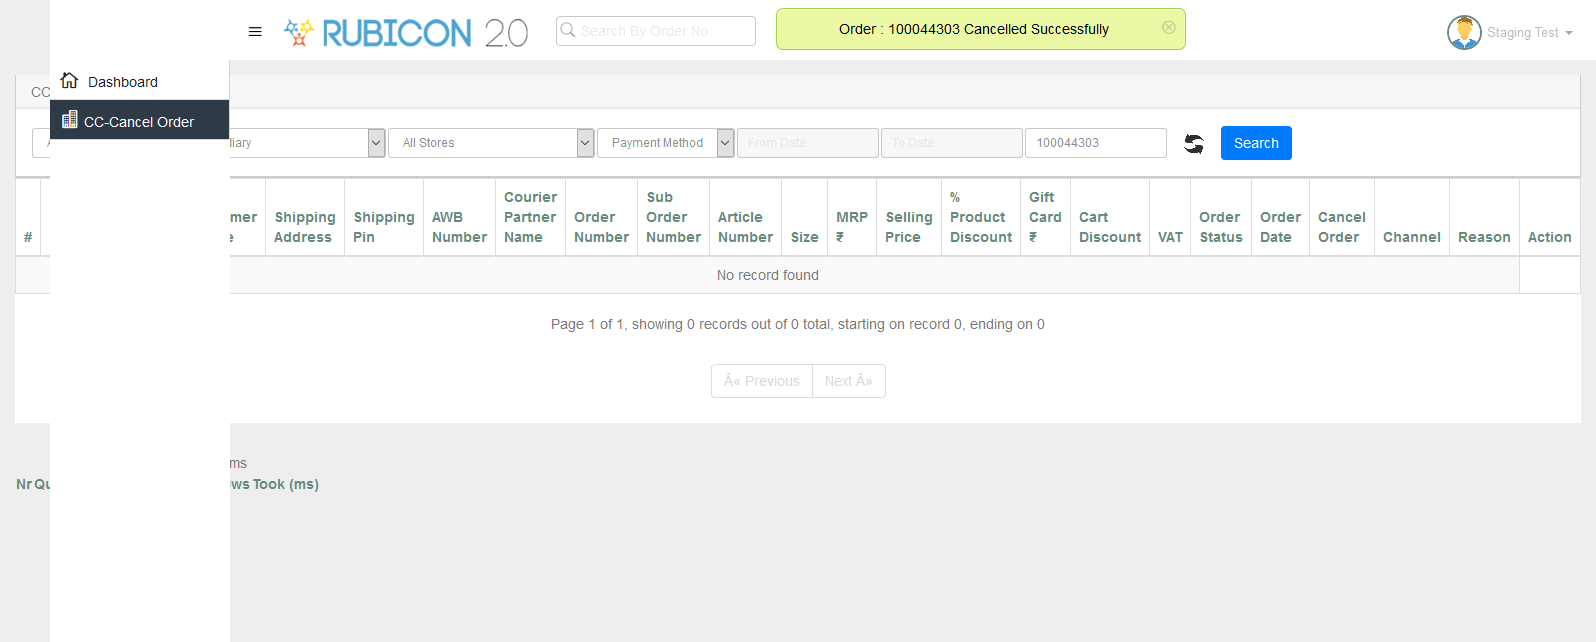 RUBICON 2.0
Search By Order No
Order : 100044303 Cancelled Successfully
Staging Test
Dashboard
CC
CC-Cancel Order
All Stores
Payment Method
From Date
To Date
100044303
Search
#
Shipping Address
Shipping Pin
AWB Number
Courier Partner Name
Order Number
Sub Order Number
Article Number
Size
MRP ₹
Selling Price
% Product Discount
Gift Card ₹
Cart Discount
VAT
Order Status
Order Date
Cancel Order
Channel
Reason
Action
No record found
Page 1 of 1, showing 0 records out of 0 total, starting on record 0, ending on 0
Â« Previous
Next Â»
ms
Nr Took (ms)